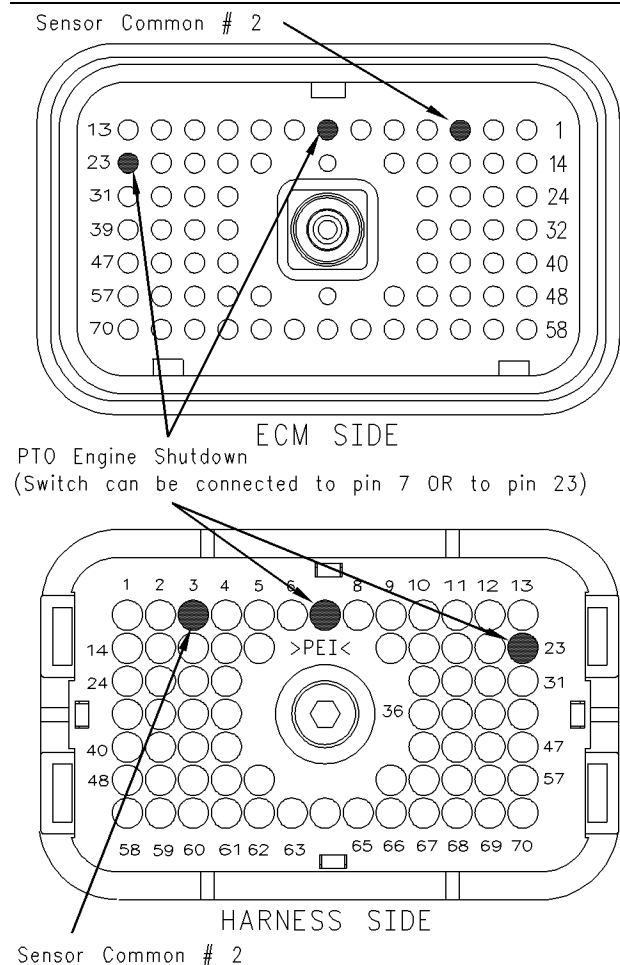 Sensor Common # 2
13 1
23 14
31 24
39 32
47 40
57 48
70 58
ECM SIDE
PTO Engine Shutdown
(Switch can be connected to pin 7 OR to pin 23)
1 2 3 4 5 6 8 9 10 11 12 13
14 >PEI< 23
24 31
36
40 47
48 57
58 59 60 61 62 63 65 66 67 68 69 70
HARNESS SIDE
Sensor Common # 2